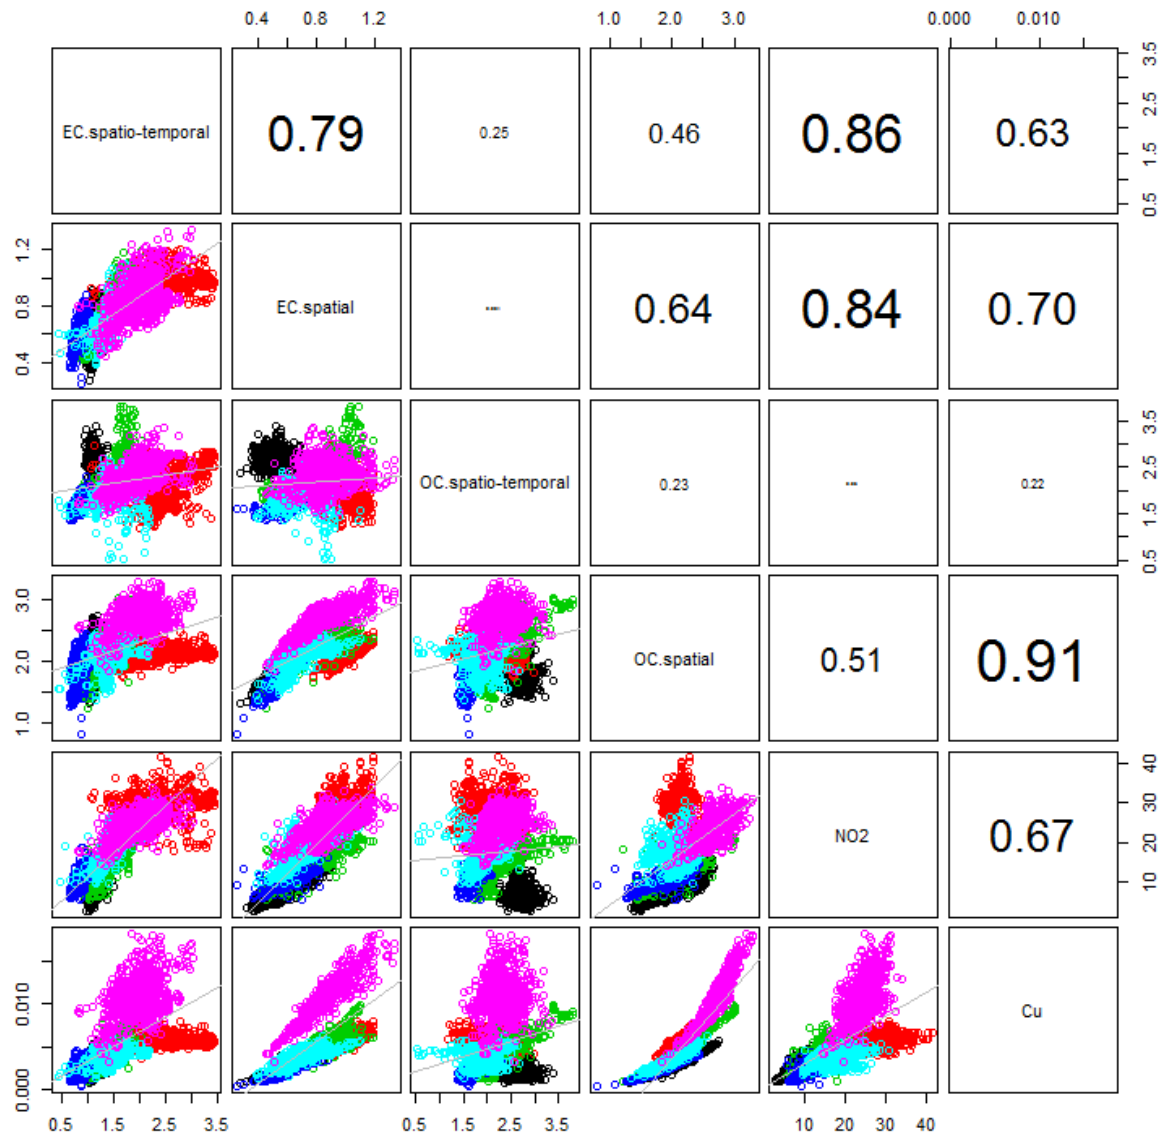 0.4 0.8 1.2 1.0 2.0 3.0 0.000 0.010
EC.spatio-temporal 0.79 0.25 0.46 0.86 0.63
0.5 1.5 2.5 3.5
0.4 0.8 1.2
EC.spatial 0.64 0.84 0.70
OC.spatio-temporal 0.23 0.22
0.5 1.5 2.5 3.5
1.0 2.0 3.0
OC.spatial 0.51 0.91
NO2 0.67
10 20 30 40
0.000 0.010
Cu
0.5 1.5 2.5 3.5 0.5 1.5 2.5 3.5 10 20 30 40